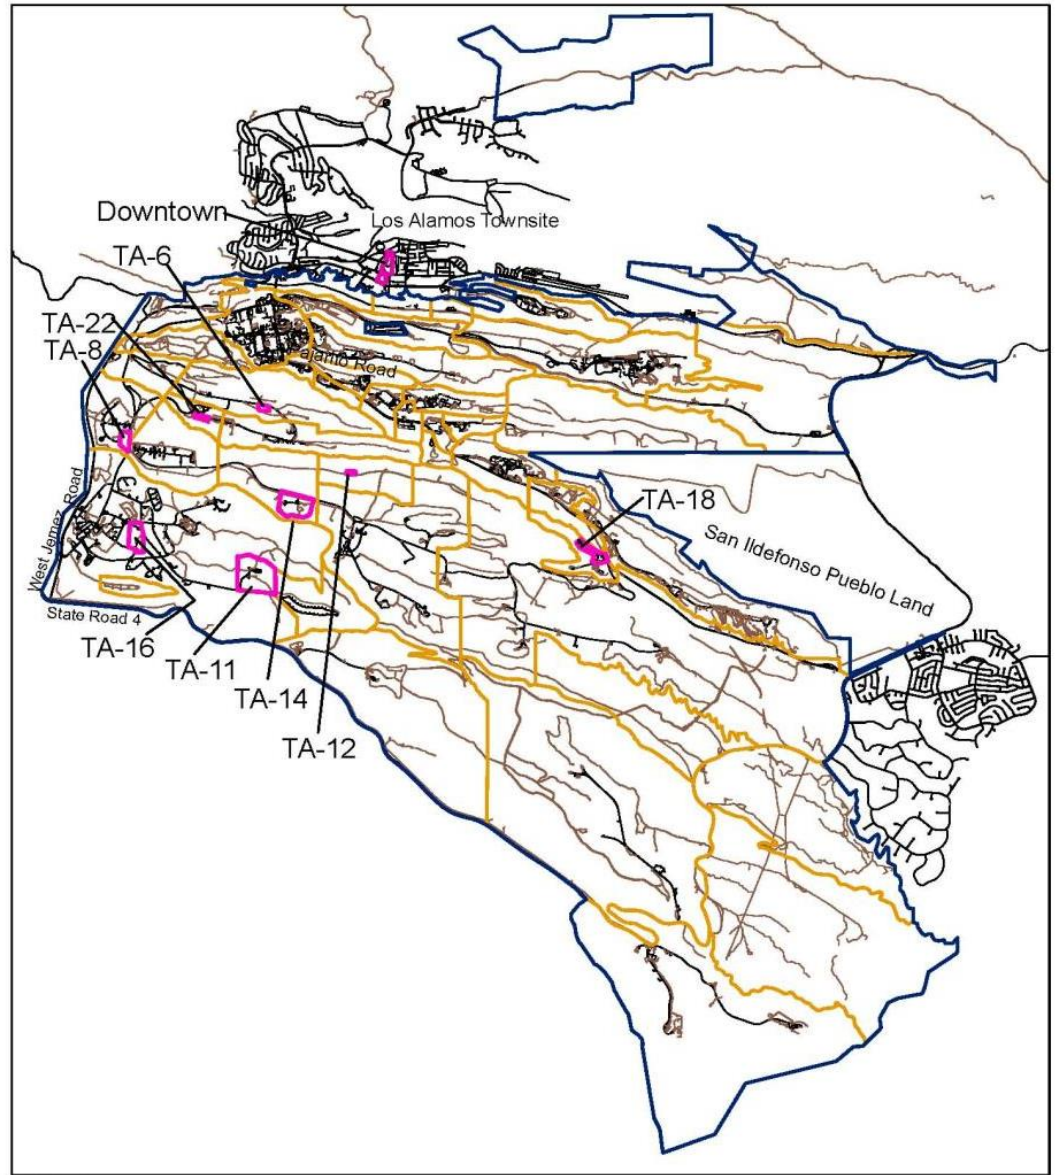 Downtown
Los Alamos Townsite
TA-6
TA-22
TA-8
Road
TA-18
San Ildefonso Pueblo Land
West Jemez Road
State Road 4
TA-16
TA-11
TA-14
TA-12